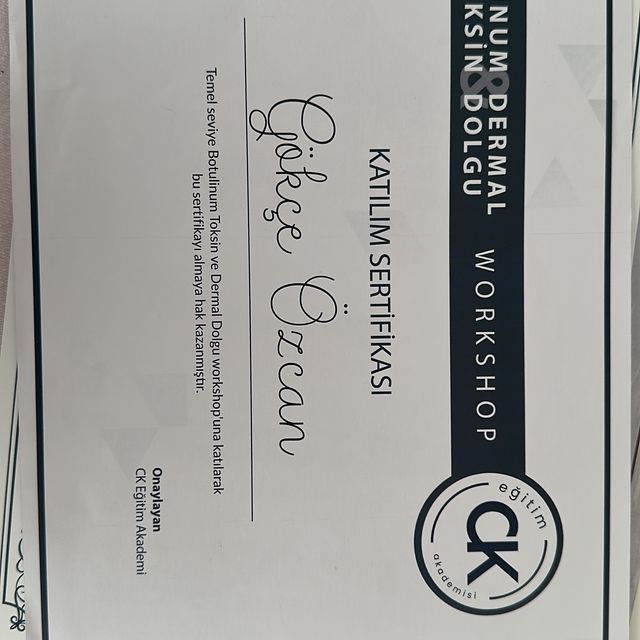 NUM & DERMAL
KSİN DOLGU
WORKSHOP
eğitim
CK
akademisi
KATILIM SERTİFİKASI
Gökçe Özcan
Temel seviye Botulinum Toksin ve Dermal Dolgu workshop'una katılarak
bu sertifikayı almaya hak kazanmıştır.
Onaylayan
CK Eğitim Akademi